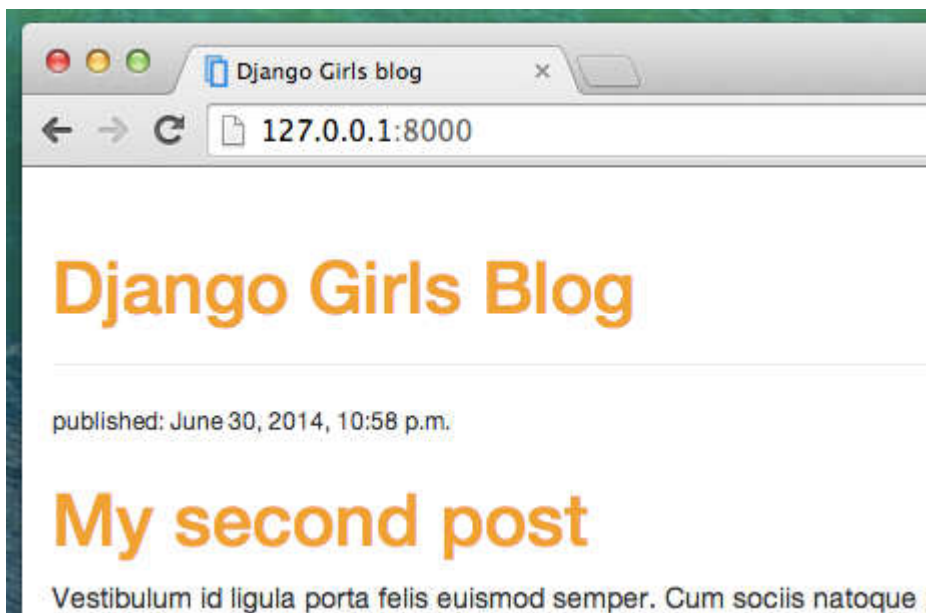 Django Girls blog
127.0.0.1:8000
Django Girls Blog
published: June 30, 2014, 10:58 p.m.
My second post
Vestibulum id ligula porta felis euismod semper. Cum sociis natoque